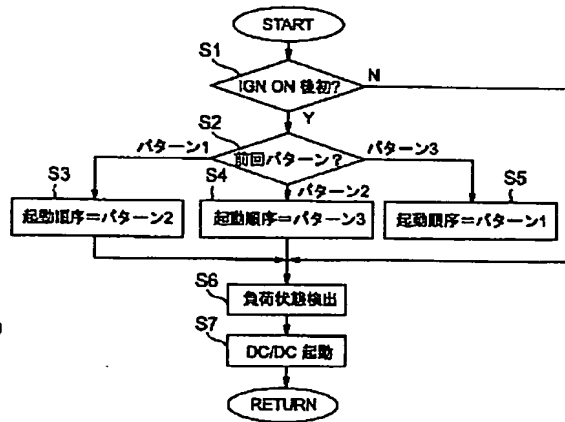 START
S1
IGN ON 後初?
N
Y
S2
前回パターン?
パターン1
パターン3
パターン2
S3
起動順序=パターン2
S4
起動順序=パターン3
S5
起動順序=パターン1
S6
負荷状態検出
S7
DC/DC 起動
RETURN